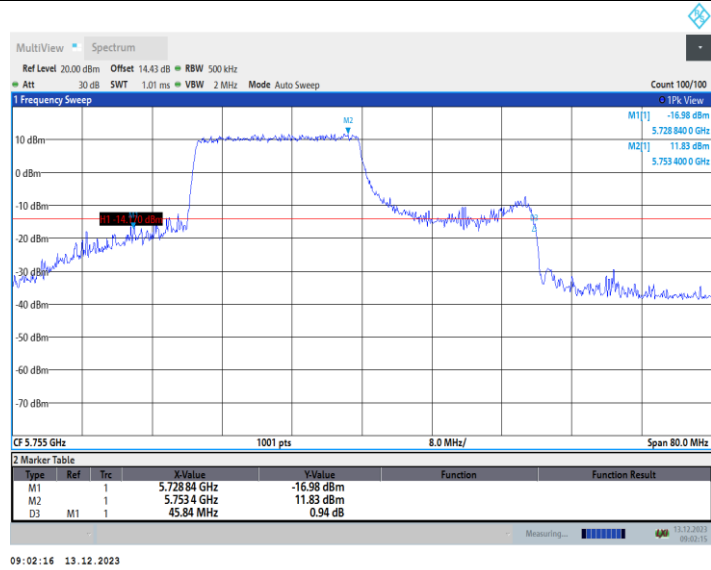 MultiView Spectrum
Ref Level 20.00 dBm Offset 14.43 dB RBW 500 kHz
Att 30 dB SWT 1.01 ms VBW 2 MHz Mode Auto Sweep Count 100/100
1 Frequency Sweep 1Pk View
M1[1] -16.98 dBm
5.728 840 0 GHz
M2[1] 11.83 dBm
5.753 400 0 GHz
M2
10 dBm
0 dBm
-10 dBm
H1 -14.170 dBm
-20 dBm
-30 dBm
-40 dBm
-50 dBm
-60 dBm
-70 dBm
CF 5.755 GHz 1001 pts 8.0 MHz/ Span 80.0 MHz
2 Marker Table
Type Ref Trc X-Value Y-Value Function Function Result
M1 1 5.728 84 GHz -16.98 dBm
M2 1 5.753 4 GHz 11.83 dBm
D3 M1 1 45.84 MHz 0.94 dB
Measuring... 13.12.2023
09:02:15
09:02:16 13.12.2023